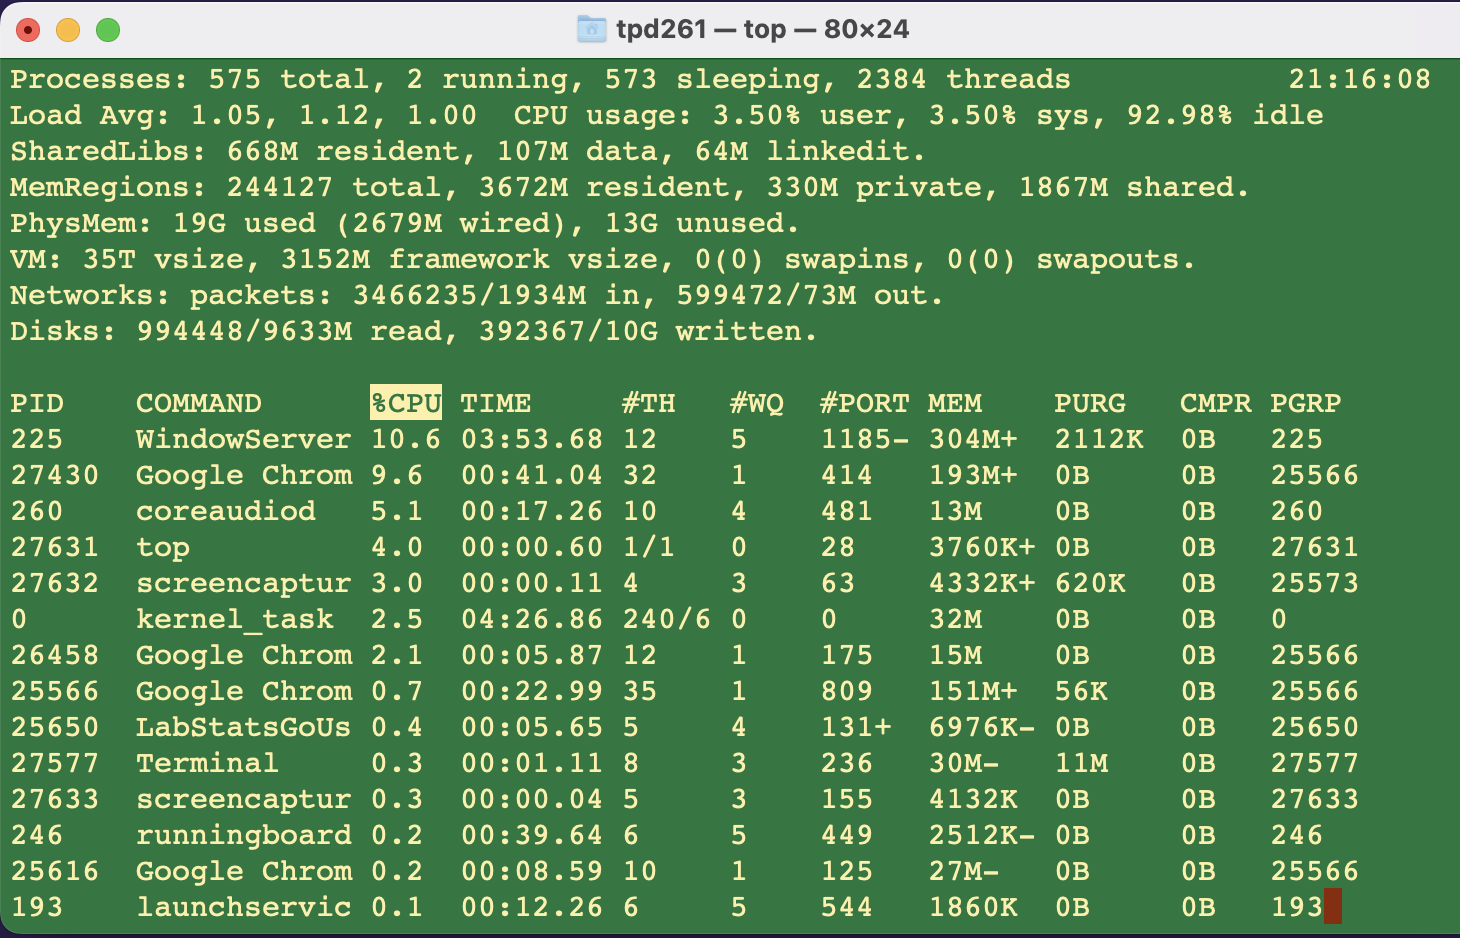 tpd261 — top — 80×24
Processes: 575 total, 2 running, 573 sleeping, 2384 threads 21:16:08
Load Avg: 1.05, 1.12, 1.00 CPU usage: 3.50% user, 3.50% sys, 92.98% idle
SharedLibs: 668M resident, 107M data, 64M linkedit.
MemRegions: 244127 total, 3672M resident, 330M private, 1867M shared.
PhysMem: 19G used (2679M wired), 13G unused.
VM: 35T vsize, 3152M framework vsize, 0(0) swapins, 0(0) swapouts.
Networks: packets: 3466235/1934M in, 599472/73M out.
Disks: 994448/9633M read, 392367/10G written.
PID COMMAND %CPU TIME #TH #WQ #PORT MEM PURG CMPR PGRP
225 WindowServer 10.6 03:53.68 12 5 1185- 304M+ 2112K 0B 225
27430 Google Chrom 9.6 00:41.04 32 1 414 193M+ 0B 0B 25566
260 coreaudiod 5.1 00:17.26 10 4 481 13M 0B 0B 260
27631 top 4.0 00:00.60 1/1 0 28 3760K+ 0B 0B 27631
27632 screencaptur 3.0 00:00.11 4 3 63 4332K+ 620K 0B 25573
0 kernel_task 2.5 04:26.86 240/6 0 0 32M 0B 0B 0
26458 Google Chrom 2.1 00:05.87 12 1 175 15M 0B 0B 25566
25566 Google Chrom 0.7 00:22.99 35 1 809 151M+ 56K 0B 25566
25650 LabStatsGoUs 0.4 00:05.65 5 4 131+ 6976K- 0B 0B 25650
27577 Terminal 0.3 00:01.11 8 3 236 30M- 11M 0B 27577
27633 screencaptur 0.3 00:00.04 5 3 155 4132K 0B 0B 27633
246 runningboard 0.2 00:39.64 6 5 449 2512K- 0B 0B 246
25616 Google Chrom 0.2 00:08.59 10 1 125 27M- 0B 0B 25566
193 launchservic 0.1 00:12.26 6 5 544 1860K 0B 0B 193